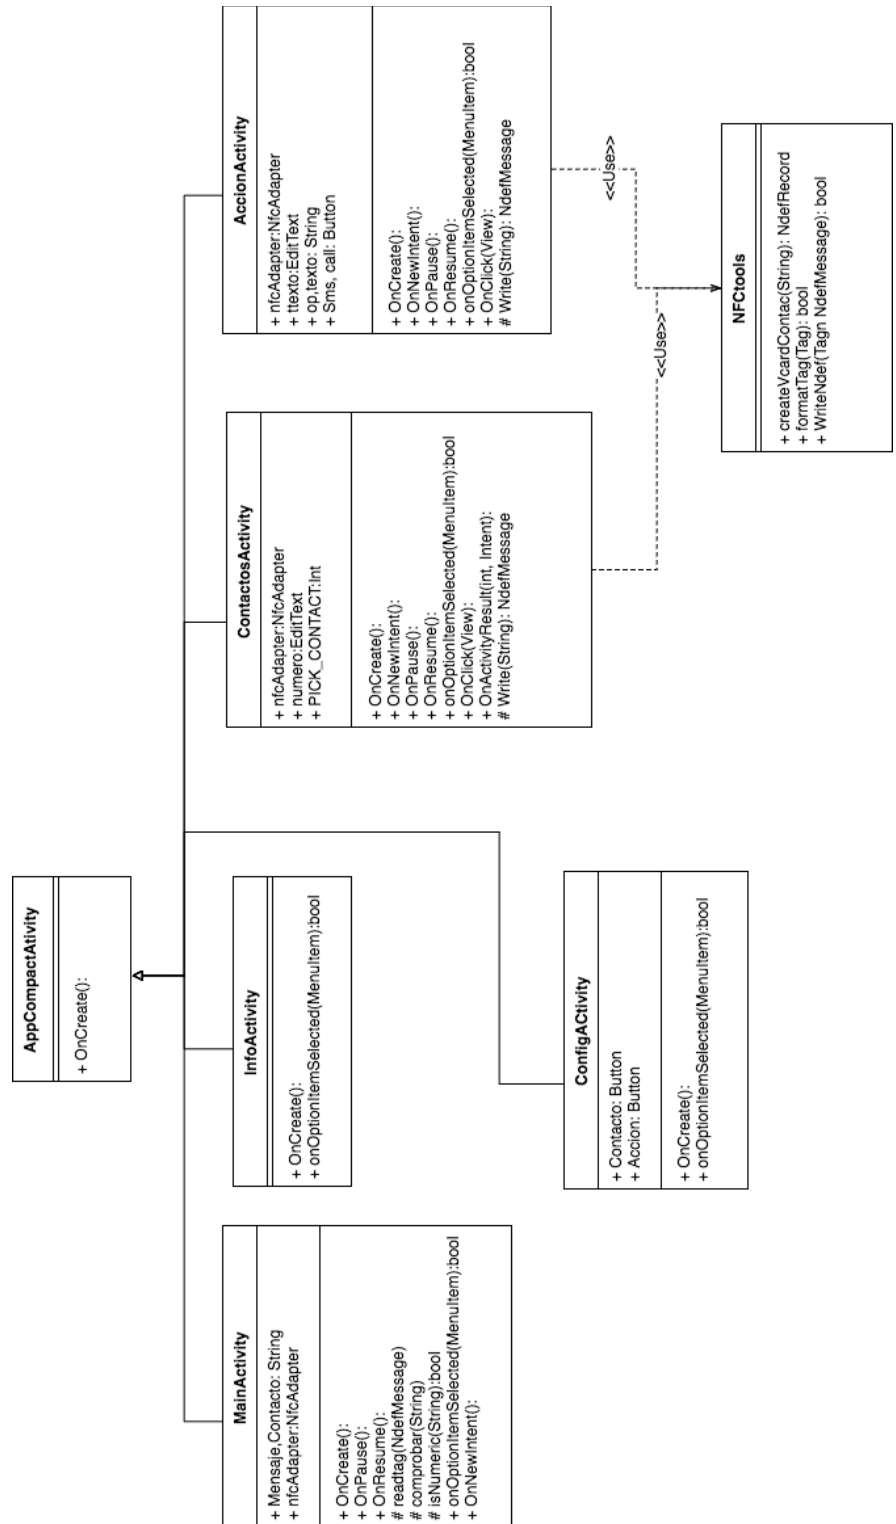 AppCompactAtivity
+ OnCreate():
MainActivity
+ Mensaje,Contacto: String
+ nfcAdapter:NfcAdapter
+ OnCreate():
+ OnPause():
+ OnResume():
# readtag(NdefMessage)
# comprobar(String)
# isNumeric(String):bool
+ onOptionItemSelected(MenuItem):bool
+ OnNewIntent():
InfoActivity
+ OnCreate():
+ onOptionItemSelected(MenuItem):bool
ConfigACtivity
+ Contacto: Button
+ Accion: Button
+ OnCreate():
+ onOptionItemSelected(MenuItem):bool
ContactosActivity
+ nfcAdapter:NfcAdapter
+ numero:EditText
+ PICK_CONTACT:Int
+ OnCreate():
+ OnNewIntent():
+ OnPause():
+ OnResume():
+ onOptionItemSelected(MenuItem):bool
+ OnClick(View):
+ OnActivityResult(int, Intent):
# Write(String): NdefMessage
AccionActivity
+ nfcAdapter:NfcAdapter
+ ttexto:EditText
+ op,texto: String
+ Sms, call: Button
+ OnCreate():
+ OnNewIntent():
+ OnPause():
+ OnResume():
+ onOptionItemSelected(MenuItem):bool
+ OnClick(View):
# Write(String): NdefMessage
<<Use>>
<<Use>>
NFCtools
+ createVcardContac(String): NdefRecord
+ formatTag(Tag): bool
+ WriteNdef(Tagn NdefMessage): bool